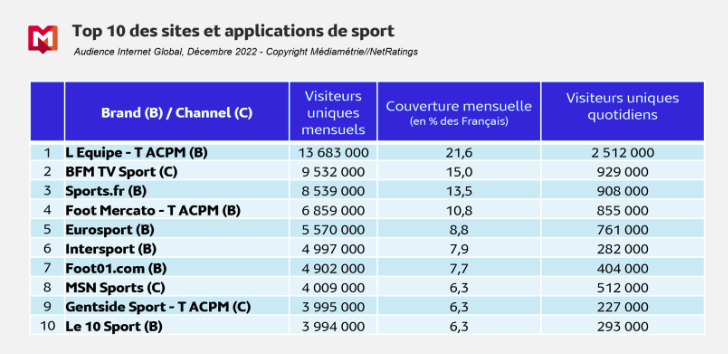 Top 10 des sites et applications de sport
Audience Internet Global, Décembre 2022 - Copyright Médiamétrie//NetRatings
Brand (B) / Channel (C) Visiteurs uniques mensuels Couverture mensuelle (en % des Français) Visiteurs uniques quotidiens
1 L Equipe - T ACPM (B) 13 683 000 21,6 2 512 000
2 BFM TV Sport (C) 9 532 000 15,0 929 000
3 Sports.fr (B) 8 539 000 13,5 908 000
4 Foot Mercato - T ACPM (B) 6 859 000 10,8 855 000
5 Eurosport (B) 5 570 000 8,8 761 000
6 Intersport (B) 4 997 000 7,9 282 000
7 Foot01.com (B) 4 902 000 7,7 404 000
8 MSN Sports (C) 4 009 000 6,3 512 000
9 Gentside Sport - T ACPM (C) 3 995 000 6,3 227 000
10 Le 10 Sport (B) 3 994 000 6,3 293 000